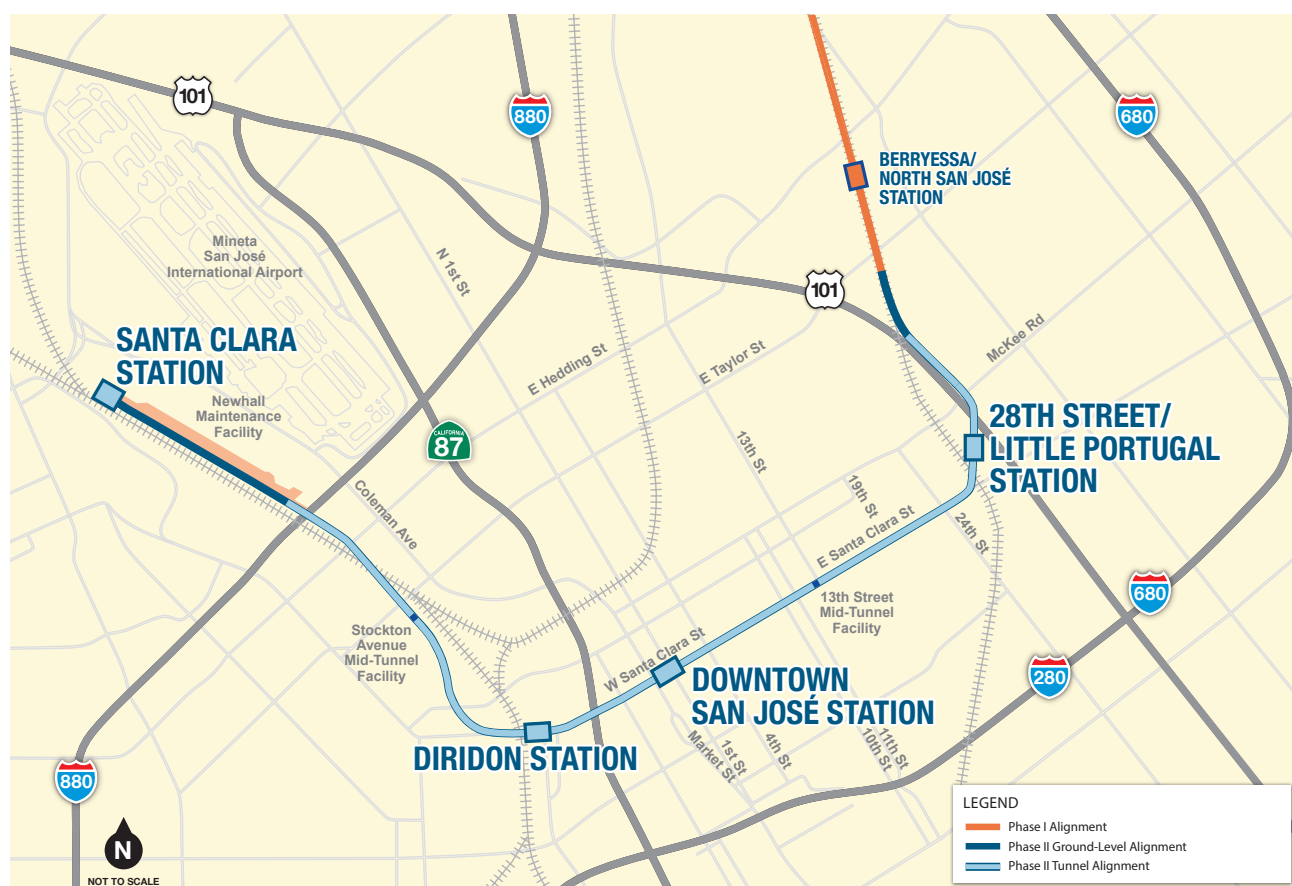 101
880
680
BERRYESSA/
NORTH SAN JOSÉ
STATION
Mineta
San José
International Airport
N 1st St
101
McKee Rd
SANTA CLARA
STATION
E Hedding St
E Taylor St
Newhall
Maintenance
Facility
CALIFORNIA
87
13th St
28TH STREET/
LITTLE PORTUGAL
STATION
Coleman Ave
19th St
E Santa Clara St
24th St
680
13th Street
Mid-Tunnel
Facility
Stockton
Avenue
Mid-Tunnel
Facility
W Santa Clara St
280
DOWNTOWN
SAN JOSÉ STATION
DIRIDON STATION
Market St
1st St
4th St
10th St
11th St
880
N
NOT TO SCALE
LEGEND
Phase I Alignment
Phase II Ground-Level Alignment
Phase II Tunnel Alignment